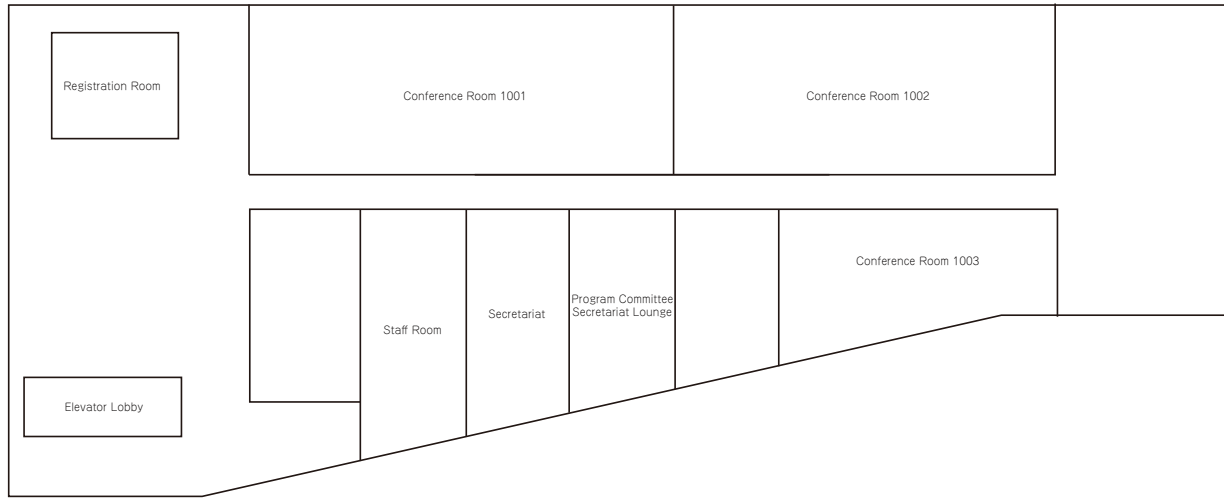 Registration Room
Conference Room 1001
Conference Room 1002
Conference Room 1003
Program Committee
Secretariat Lounge
Secretariat
Staff Room
Elevator Lobby